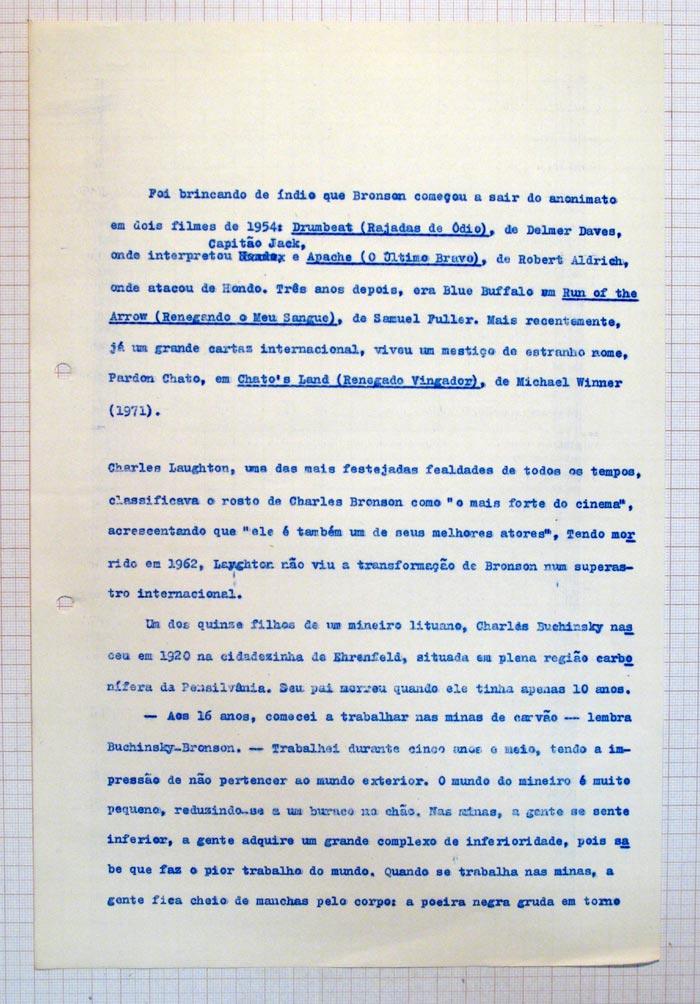 Foi brincando de índio que Bronson começou a sair do anonimato
em dois filmes de 1954: Drumbeat (Rajadas de Ódio), de Delmer Daves,
Capitão Jack,
onde interpretou e Apache (O Último Bravo), de Robert Aldrich,
onde atacou de Hondo. Três anos depois, era Blue Buffalo em Run of the
Arrow (Renegando o Meu Sangue), de Samuel Fuller. Mais recentemente,
já um grande cartaz internacional, viveu um mestiço de estranho nome,
Pardon Chato, em Chato's Land (Renegado Vingador), de Michael Winner
(1971).
Charles Laughton, uma das mais festejadas fealdades de todos os tempos,
classificava o rosto de Charles Bronson como "o mais forte do cinema",
acrescentando que "ele é também um de seus melhores atores", Tendo mor
rido em 1962, Laughton não viu a transformação de Bronson num superas-
tro internacional.
Um dos quinze filhos de um mineiro lituano, Charles Buchinsky nas
ceu em 1920 na cidadezinha de Ehrenfeld, situada em plena região carbo
nífera da Pensilvânia. Seu pai morreu quando ele tinha apenas 10 anos.
— Aos 16 anos, comecei a trabalhar nas minas de carvão — lembra
Buchinsky-Bronson. — Trabalhei durante cinco anos e meio, tendo a im-
pressão de não pertencer ao mundo exterior. O mundo do mineiro é muito
pequeno, reduzindo-se a um buraco no chão. Nas minas, a gente se sente
inferior, a gente adquire um grande complexo de inferioridade, pois sa
be que faz o pior trabalho do mundo. Quando se trabalha nas minas, a
gente fica cheio de manchas pelo corpo: a poeira negra gruda em torno